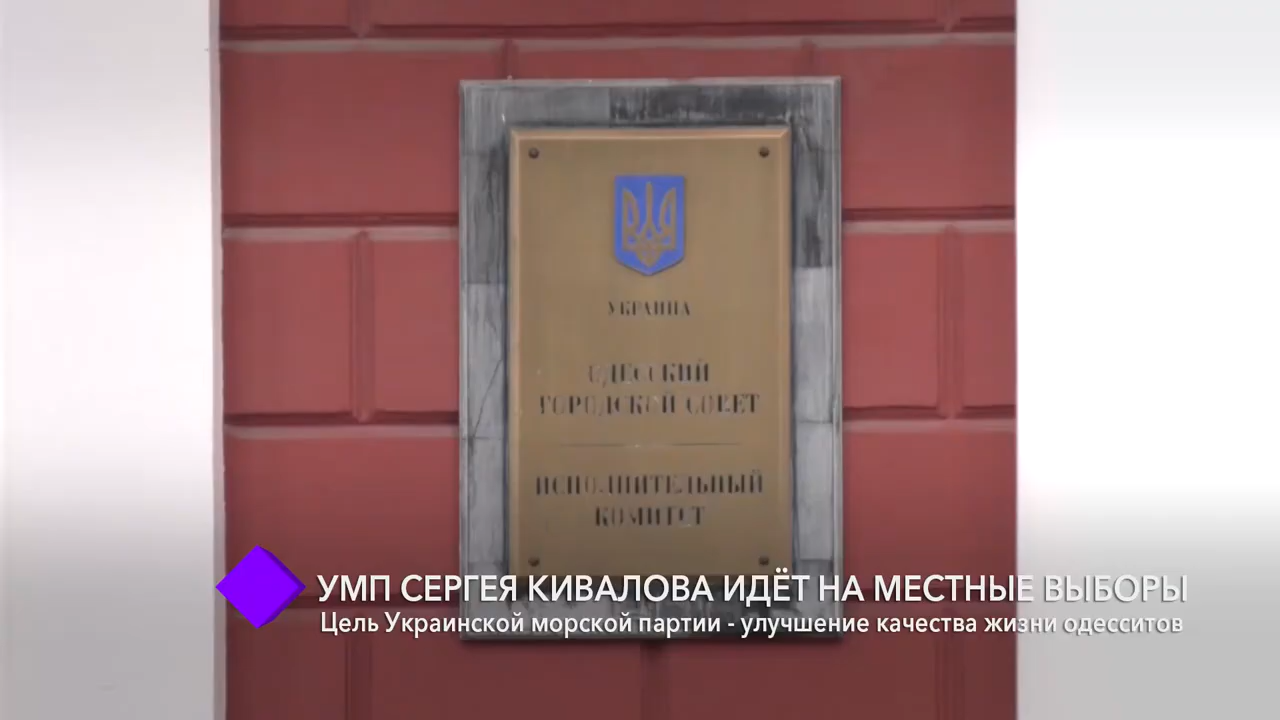 УКРАИНА
ОДЕССКИЙ
ГОРОДСКОЙ СОВЕТ
ИСПОЛНИТЕЛЬНЫЙ
КОМИТЕТ
УМП СЕРГЕЯ КИВАЛОВА ИДЁТ НА МЕСТНЫЕ ВЫБОРЫ
Цель Украинской морской партии - улучшение качества жизни одесситов